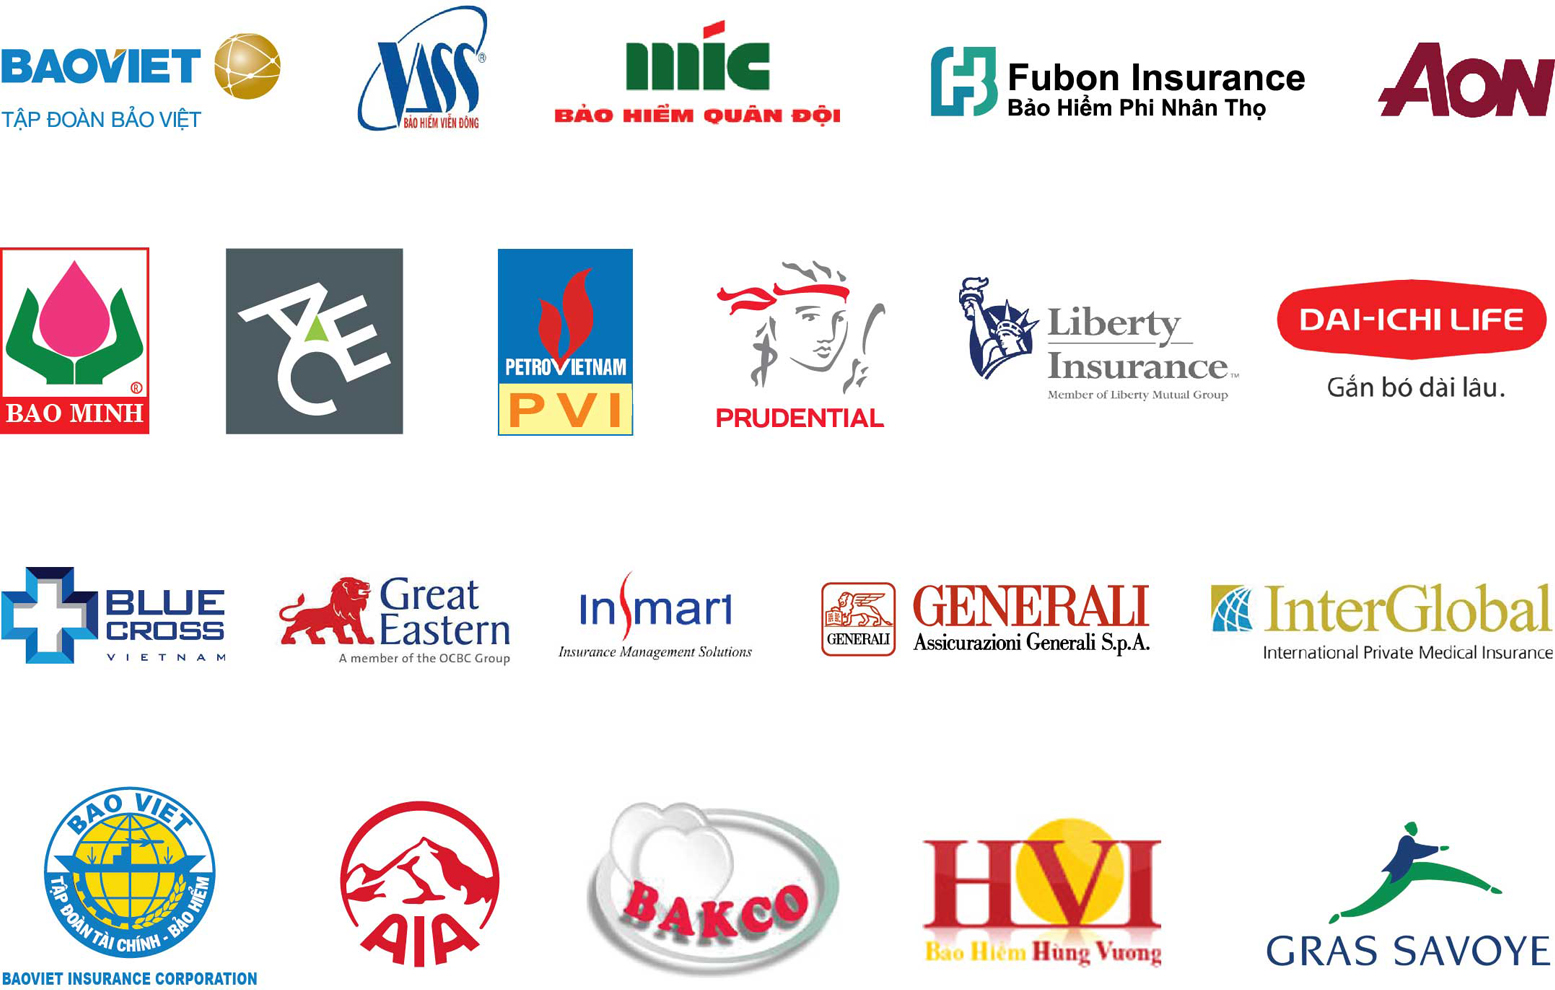 BAOVIET
TẬP ĐOÀN BẢO VIỆT
VASS®
BẢO HIỂM VIỄN ĐÔNG
míc
BẢO HIỂM QUÂN ĐỘI
Fubon Insurance
Bảo Hiểm Phi Nhân Thọ
AON
®
BAO MINH
ACE
PETROVIETNAM
PVI
PRUDENTIAL
Liberty
Insurance™
Member of Liberty Mutual Group
DAI-ICHI LIFE
Gắn bó dài lâu.
BLUE
CROSS
VIETNAM
Great
Eastern
A member of the OCBC Group
InSmart
Insurance Management Solutions
GENERALI
GENERALI
Assicurazioni Generali S.p.A.
InterGlobal
International Private Medical Insurance
BAO VIET
TẬP ĐOÀN TÀI CHÍNH - BẢO HIỂM
BAOVIET INSURANCE CORPORATION
AIA
BAKCO
HVI
Bảo Hiểm Hùng Vương
GRAS SAVOYE